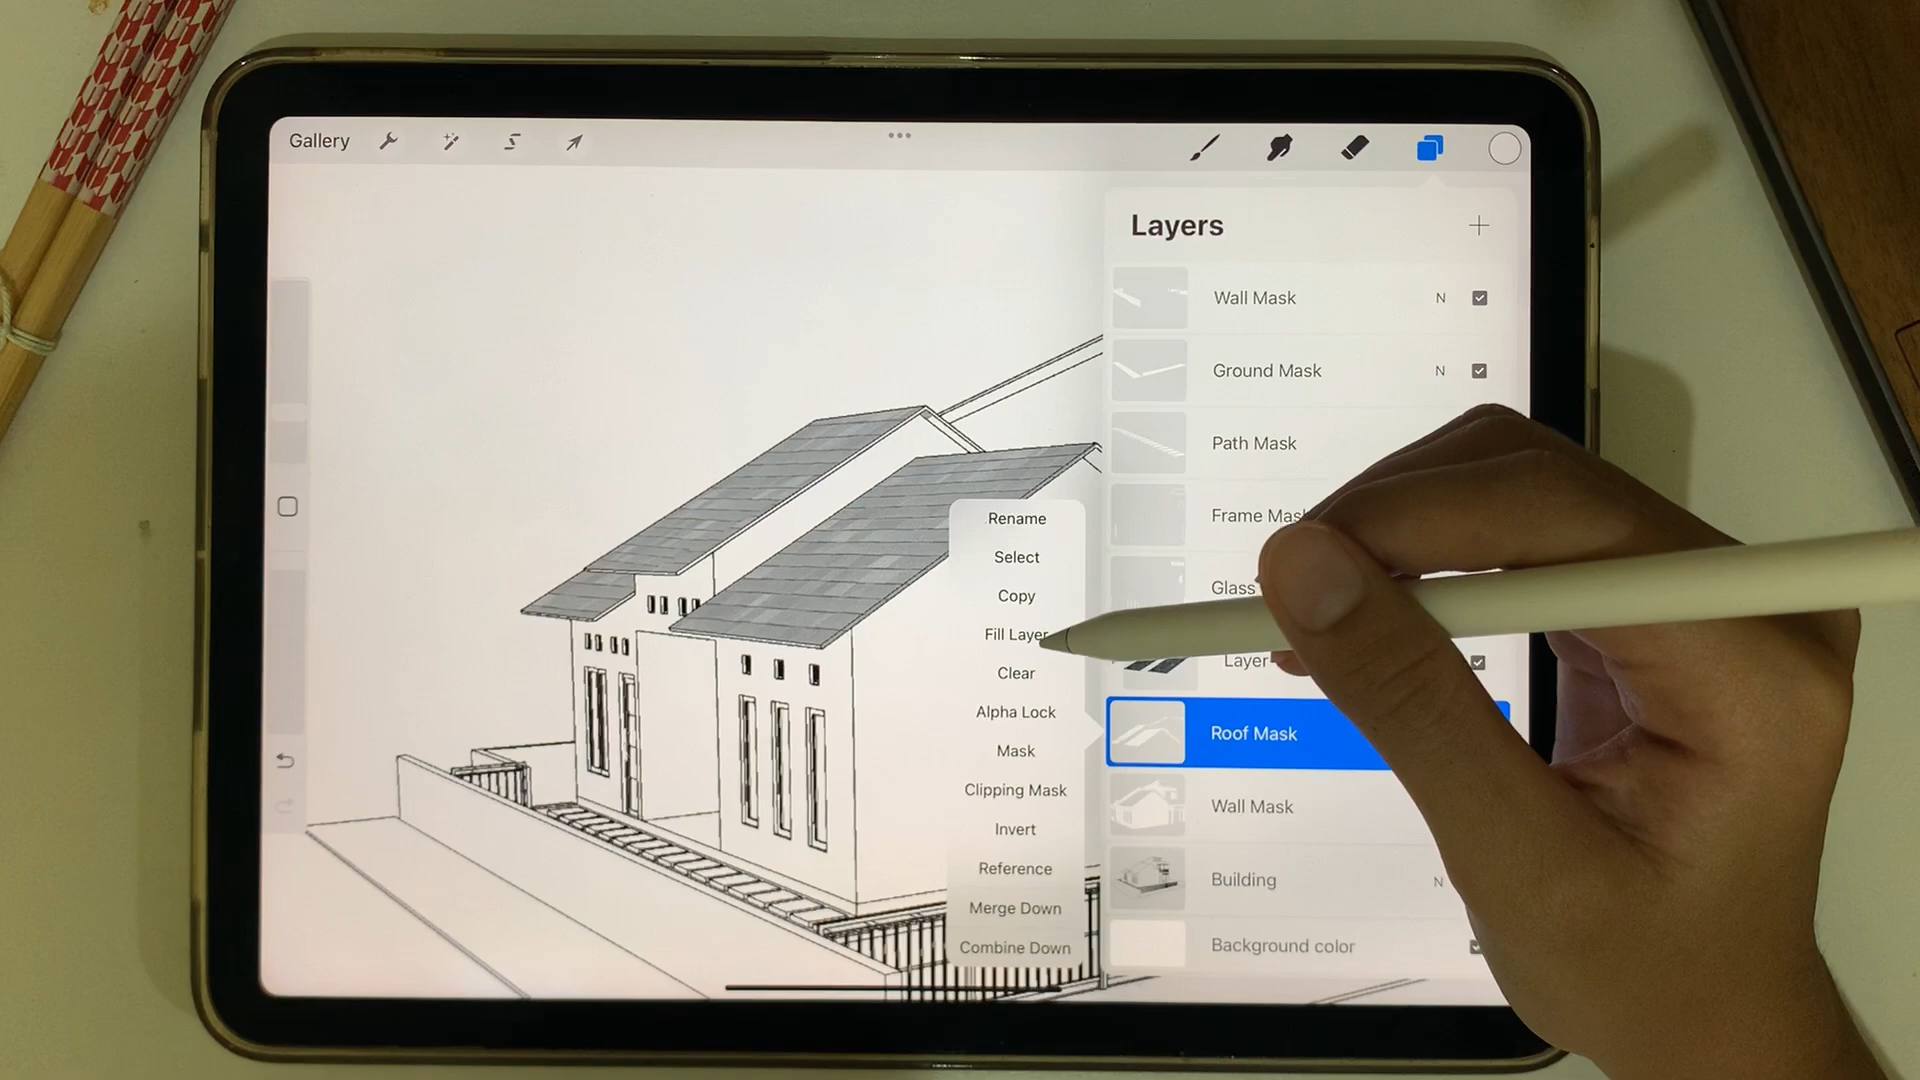 Gallery
Layers
Wall Mask N
Ground Mask N
Path Mask
Frame Mask
Glass
Layer
Roof Mask
Wall Mask
Building N
Background color
Rename
Select
Copy
Fill Layer
Clear
Alpha Lock
Mask
Clipping Mask
Invert
Reference
Merge Down
Combine Down